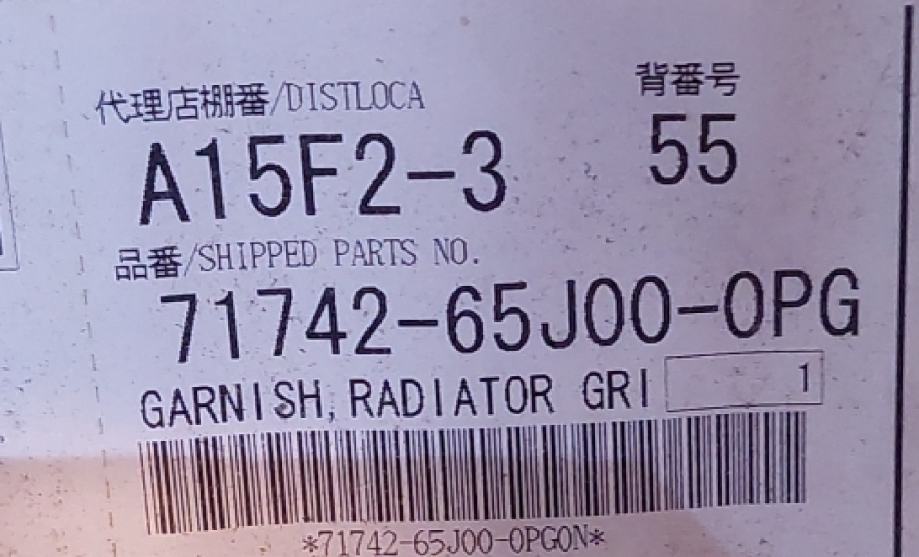 代理店棚番/DISTLOCA 背番号
A15F2-3 55
品番/SHIPPED PARTS NO.
71742-65J00-0PG
GARNISH, RADIATOR GRI 1
*71742-65J00-0PG0N*